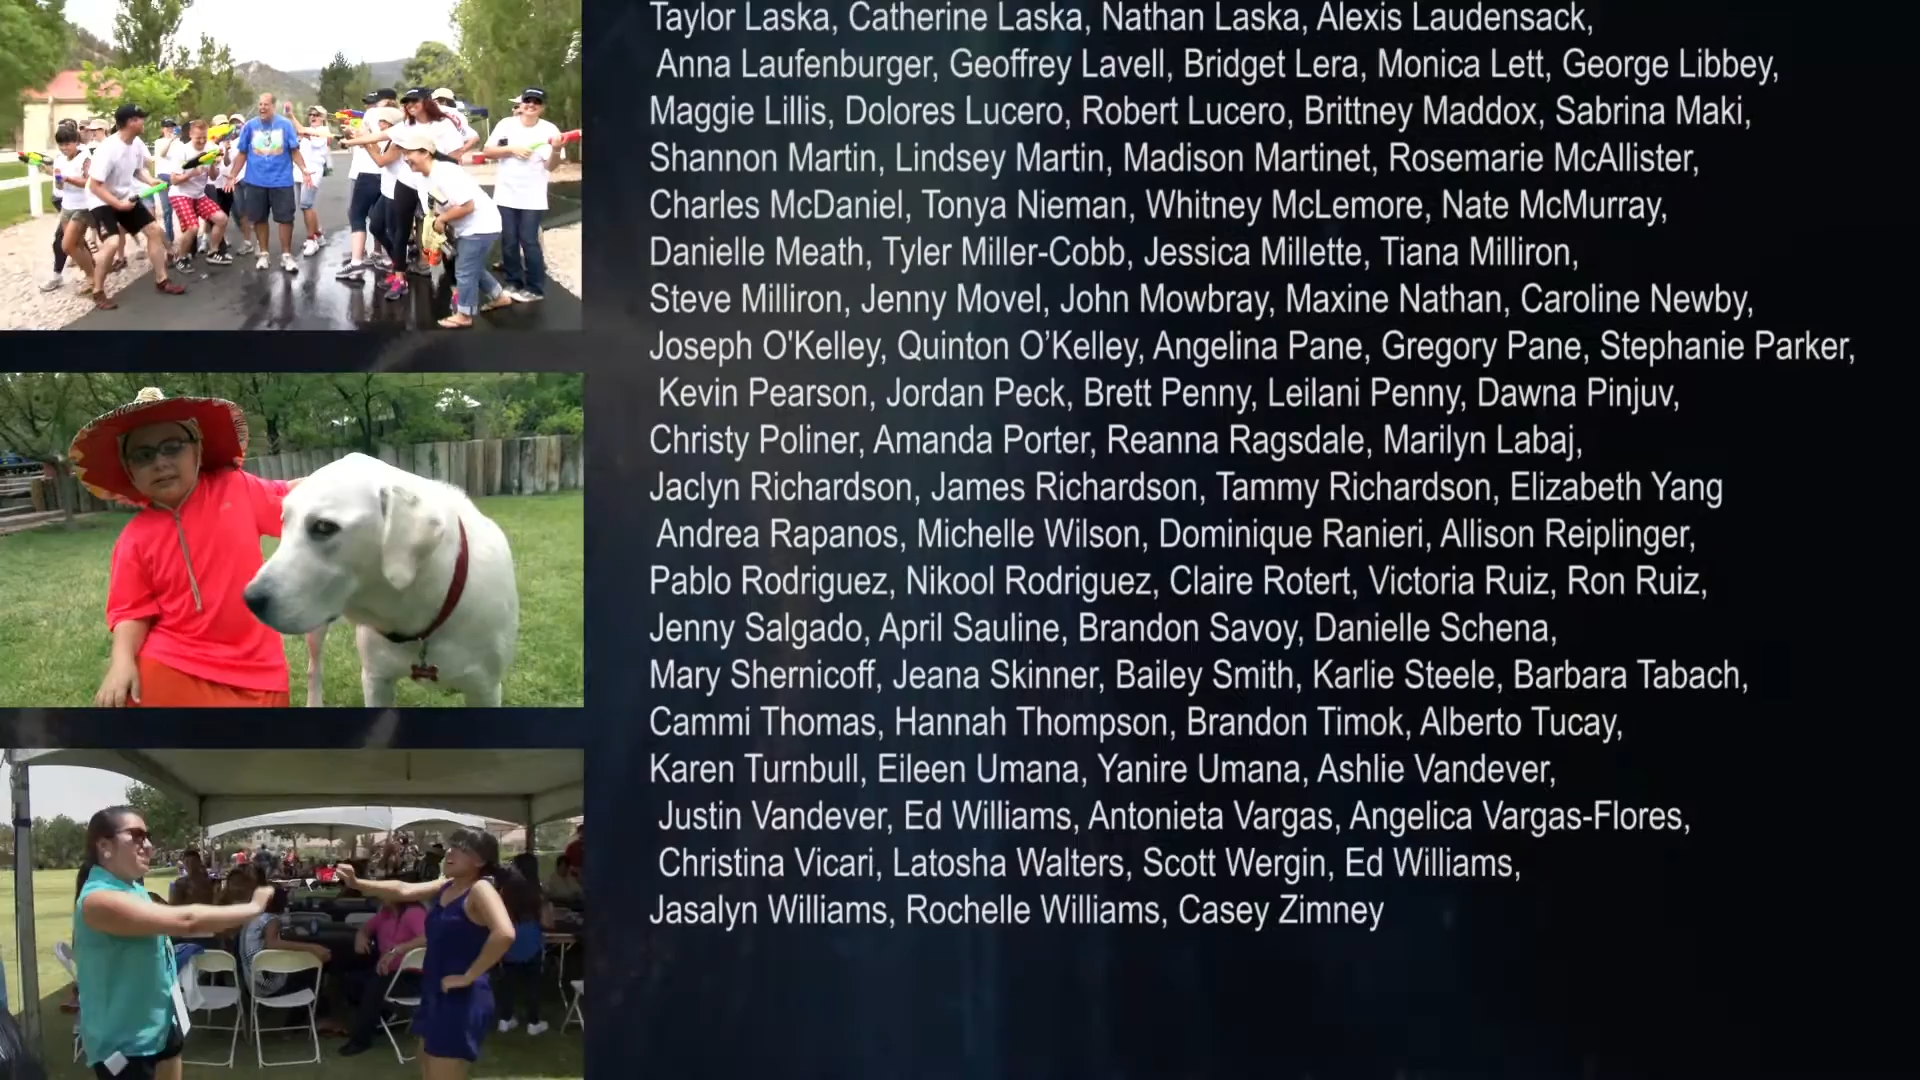 Taylor Laska, Catherine Laska, Nathan Laska, Alexis Laudensack,
Anna Laufenburger, Geoffrey Lavell, Bridget Lera, Monica Lett, George Libbey,
Maggie Lillis, Dolores Lucero, Robert Lucero, Brittney Maddox, Sabrina Maki,
Shannon Martin, Lindsey Martin, Madison Martinet, Rosemarie McAllister,
Charles McDaniel, Tonya Nieman, Whitney McLemore, Nate McMurray,
Danielle Meath, Tyler Miller-Cobb, Jessica Millette, Tiana Milliron,
Steve Milliron, Jenny Movel, John Mowbray, Maxine Nathan, Caroline Newby,
Joseph O'Kelley, Quinton O’Kelley, Angelina Pane, Gregory Pane, Stephanie Parker,
Kevin Pearson, Jordan Peck, Brett Penny, Leilani Penny, Dawna Pinjuv,
Christy Poliner, Amanda Porter, Reanna Ragsdale, Marilyn Labaj,
Jaclyn Richardson, James Richardson, Tammy Richardson, Elizabeth Yang
Andrea Rapanos, Michelle Wilson, Dominique Ranieri, Allison Reiplinger,
Pablo Rodriguez, Nikool Rodriguez, Claire Rotert, Victoria Ruiz, Ron Ruiz,
Jenny Salgado, April Sauline, Brandon Savoy, Danielle Schena,
Mary Shernicoff, Jeana Skinner, Bailey Smith, Karlie Steele, Barbara Tabach,
Cammi Thomas, Hannah Thompson, Brandon Timok, Alberto Tucay,
Karen Turnbull, Eileen Umana, Yanire Umana, Ashlie Vandever,
Justin Vandever, Ed Williams, Antonieta Vargas, Angelica Vargas-Flores,
Christina Vicari, Latosha Walters, Scott Wergin, Ed Williams,
Jasalyn Williams, Rochelle Williams, Casey Zimney